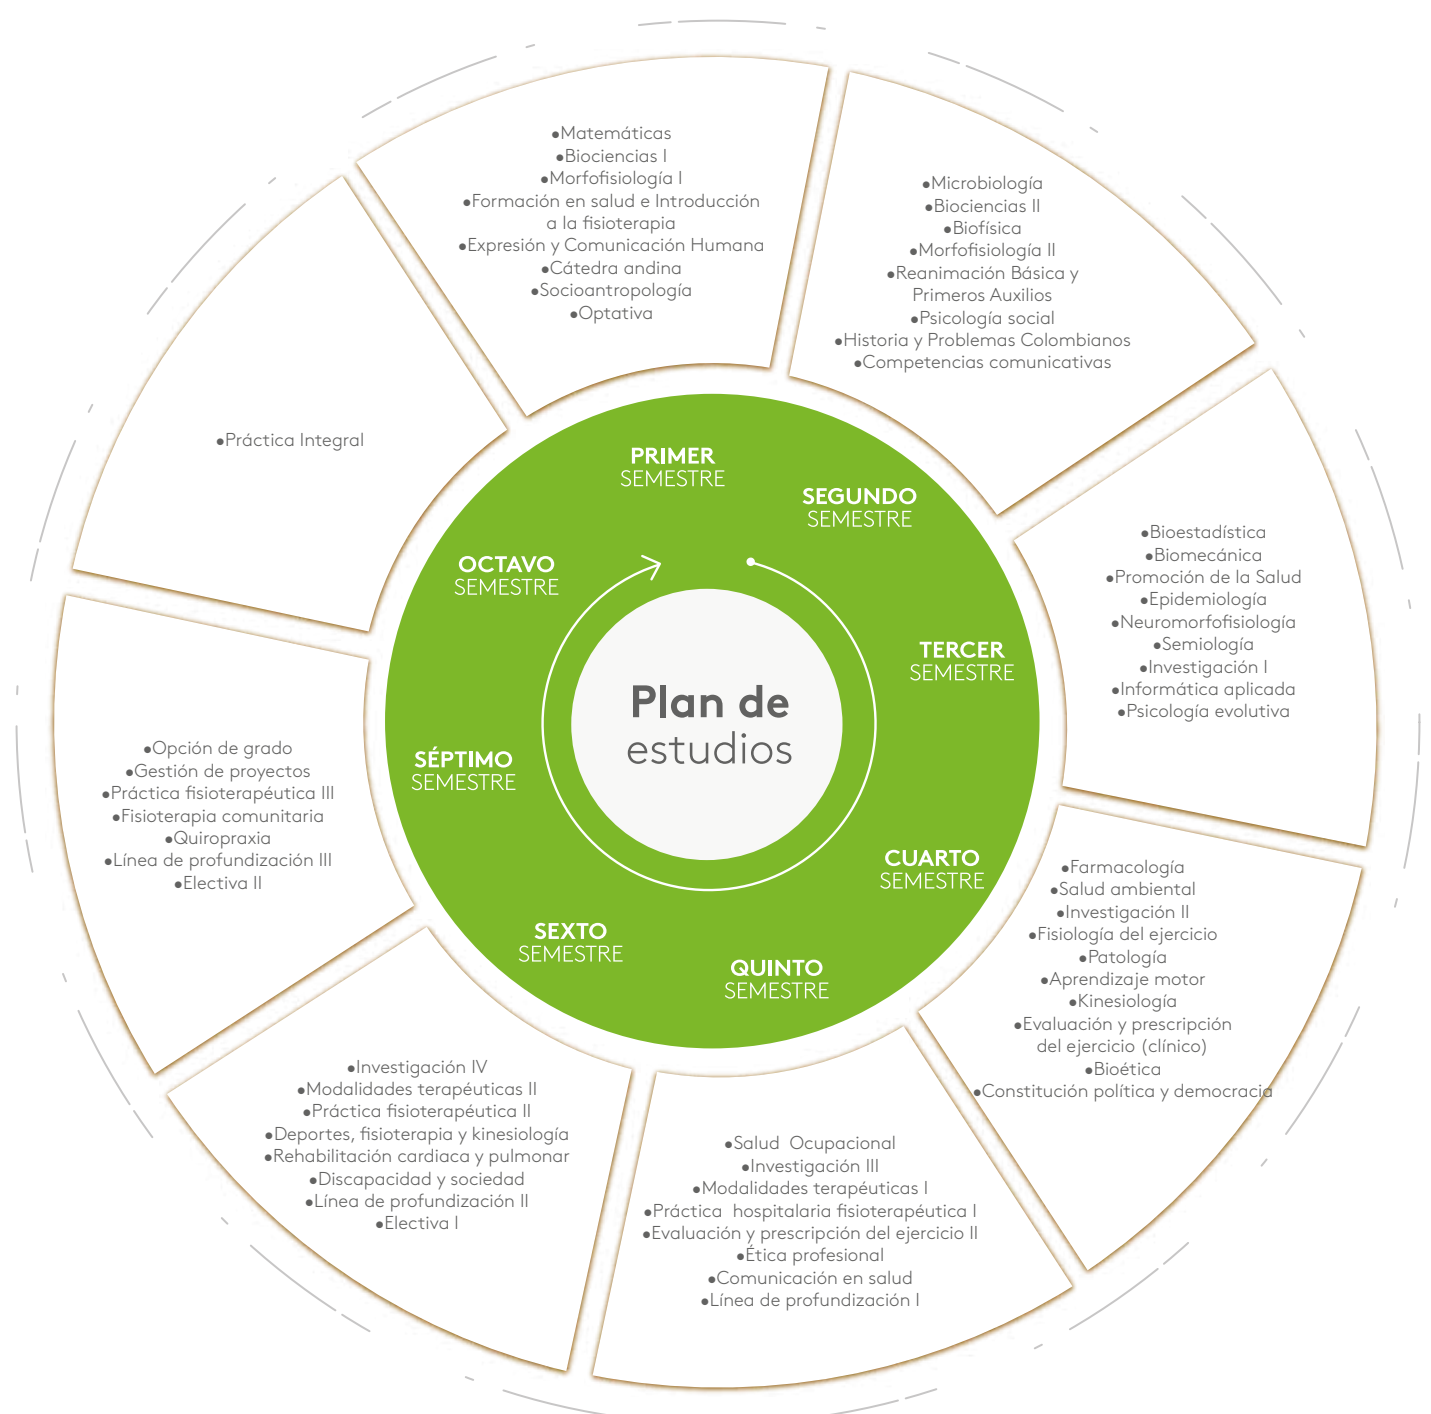 Plan de
estudios
PRIMER
SEMESTRE
•Matemáticas
•Biociencias I
•Morfofisiología I
•Formación en salud e Introducción
a la fisioterapia
•Expresión y Comunicación Humana
•Cátedra andina
•Socioantropología
•Optativa
SEGUNDO
SEMESTRE
•Microbiología
•Biociencias II
•Biofísica
•Morfofisiología II
•Reanimación Básica y
Primeros Auxilios
•Psicología social
•Historia y Problemas Colombianos
•Competencias comunicativas
TERCER
SEMESTRE
•Bioestadística
•Biomecánica
•Promoción de la Salud
•Epidemiología
•Neuromorfofisiología
•Semiología
•Investigación I
•Informática aplicada
•Psicología evolutiva
CUARTO
SEMESTRE
•Farmacología
•Salud ambiental
•Investigación II
•Fisiología del ejercicio
•Patología
•Aprendizaje motor
•Kinesiología
•Evaluación y prescripción
del ejercicio (clínico)
•Bioética
•Constitución política y democracia
QUINTO
SEMESTRE
•Salud Ocupacional
•Investigación III
•Modalidades terapéuticas I
•Práctica hospitalaria fisioterapéutica I
•Evaluación y prescripción del ejercicio II
•Ética profesional
•Comunicación en salud
•Línea de profundización I
SEXTO
SEMESTRE
•Investigación IV
•Modalidades terapéuticas II
•Práctica fisioterapéutica II
•Deportes, fisioterapia y kinesiología
•Rehabilitación cardiaca y pulmonar
•Discapacidad y sociedad
•Línea de profundización II
•Electiva I
SÉPTIMO
SEMESTRE
•Opción de grado
•Gestión de proyectos
•Práctica fisioterapéutica III
•Fisioterapia comunitaria
•Quiropraxia
•Línea de profundización III
•Electiva II
OCTAVO
SEMESTRE
•Práctica Integral